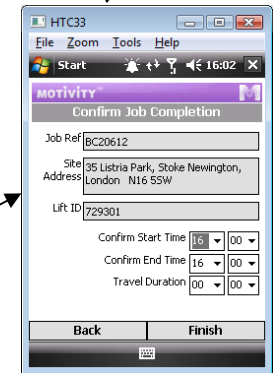 HTC33
File Zoom Tools Help
Start 16:02
MOTIVITY™ M
Confirm Job Completion
Job Ref BC20612
Site Address 35 Listria Park, Stoke Newington,
London N16 5SW
Lift ID 729301
Confirm Start Time 16 00
Confirm End Time 16 00
Travel Duration 00 00
Back Finish